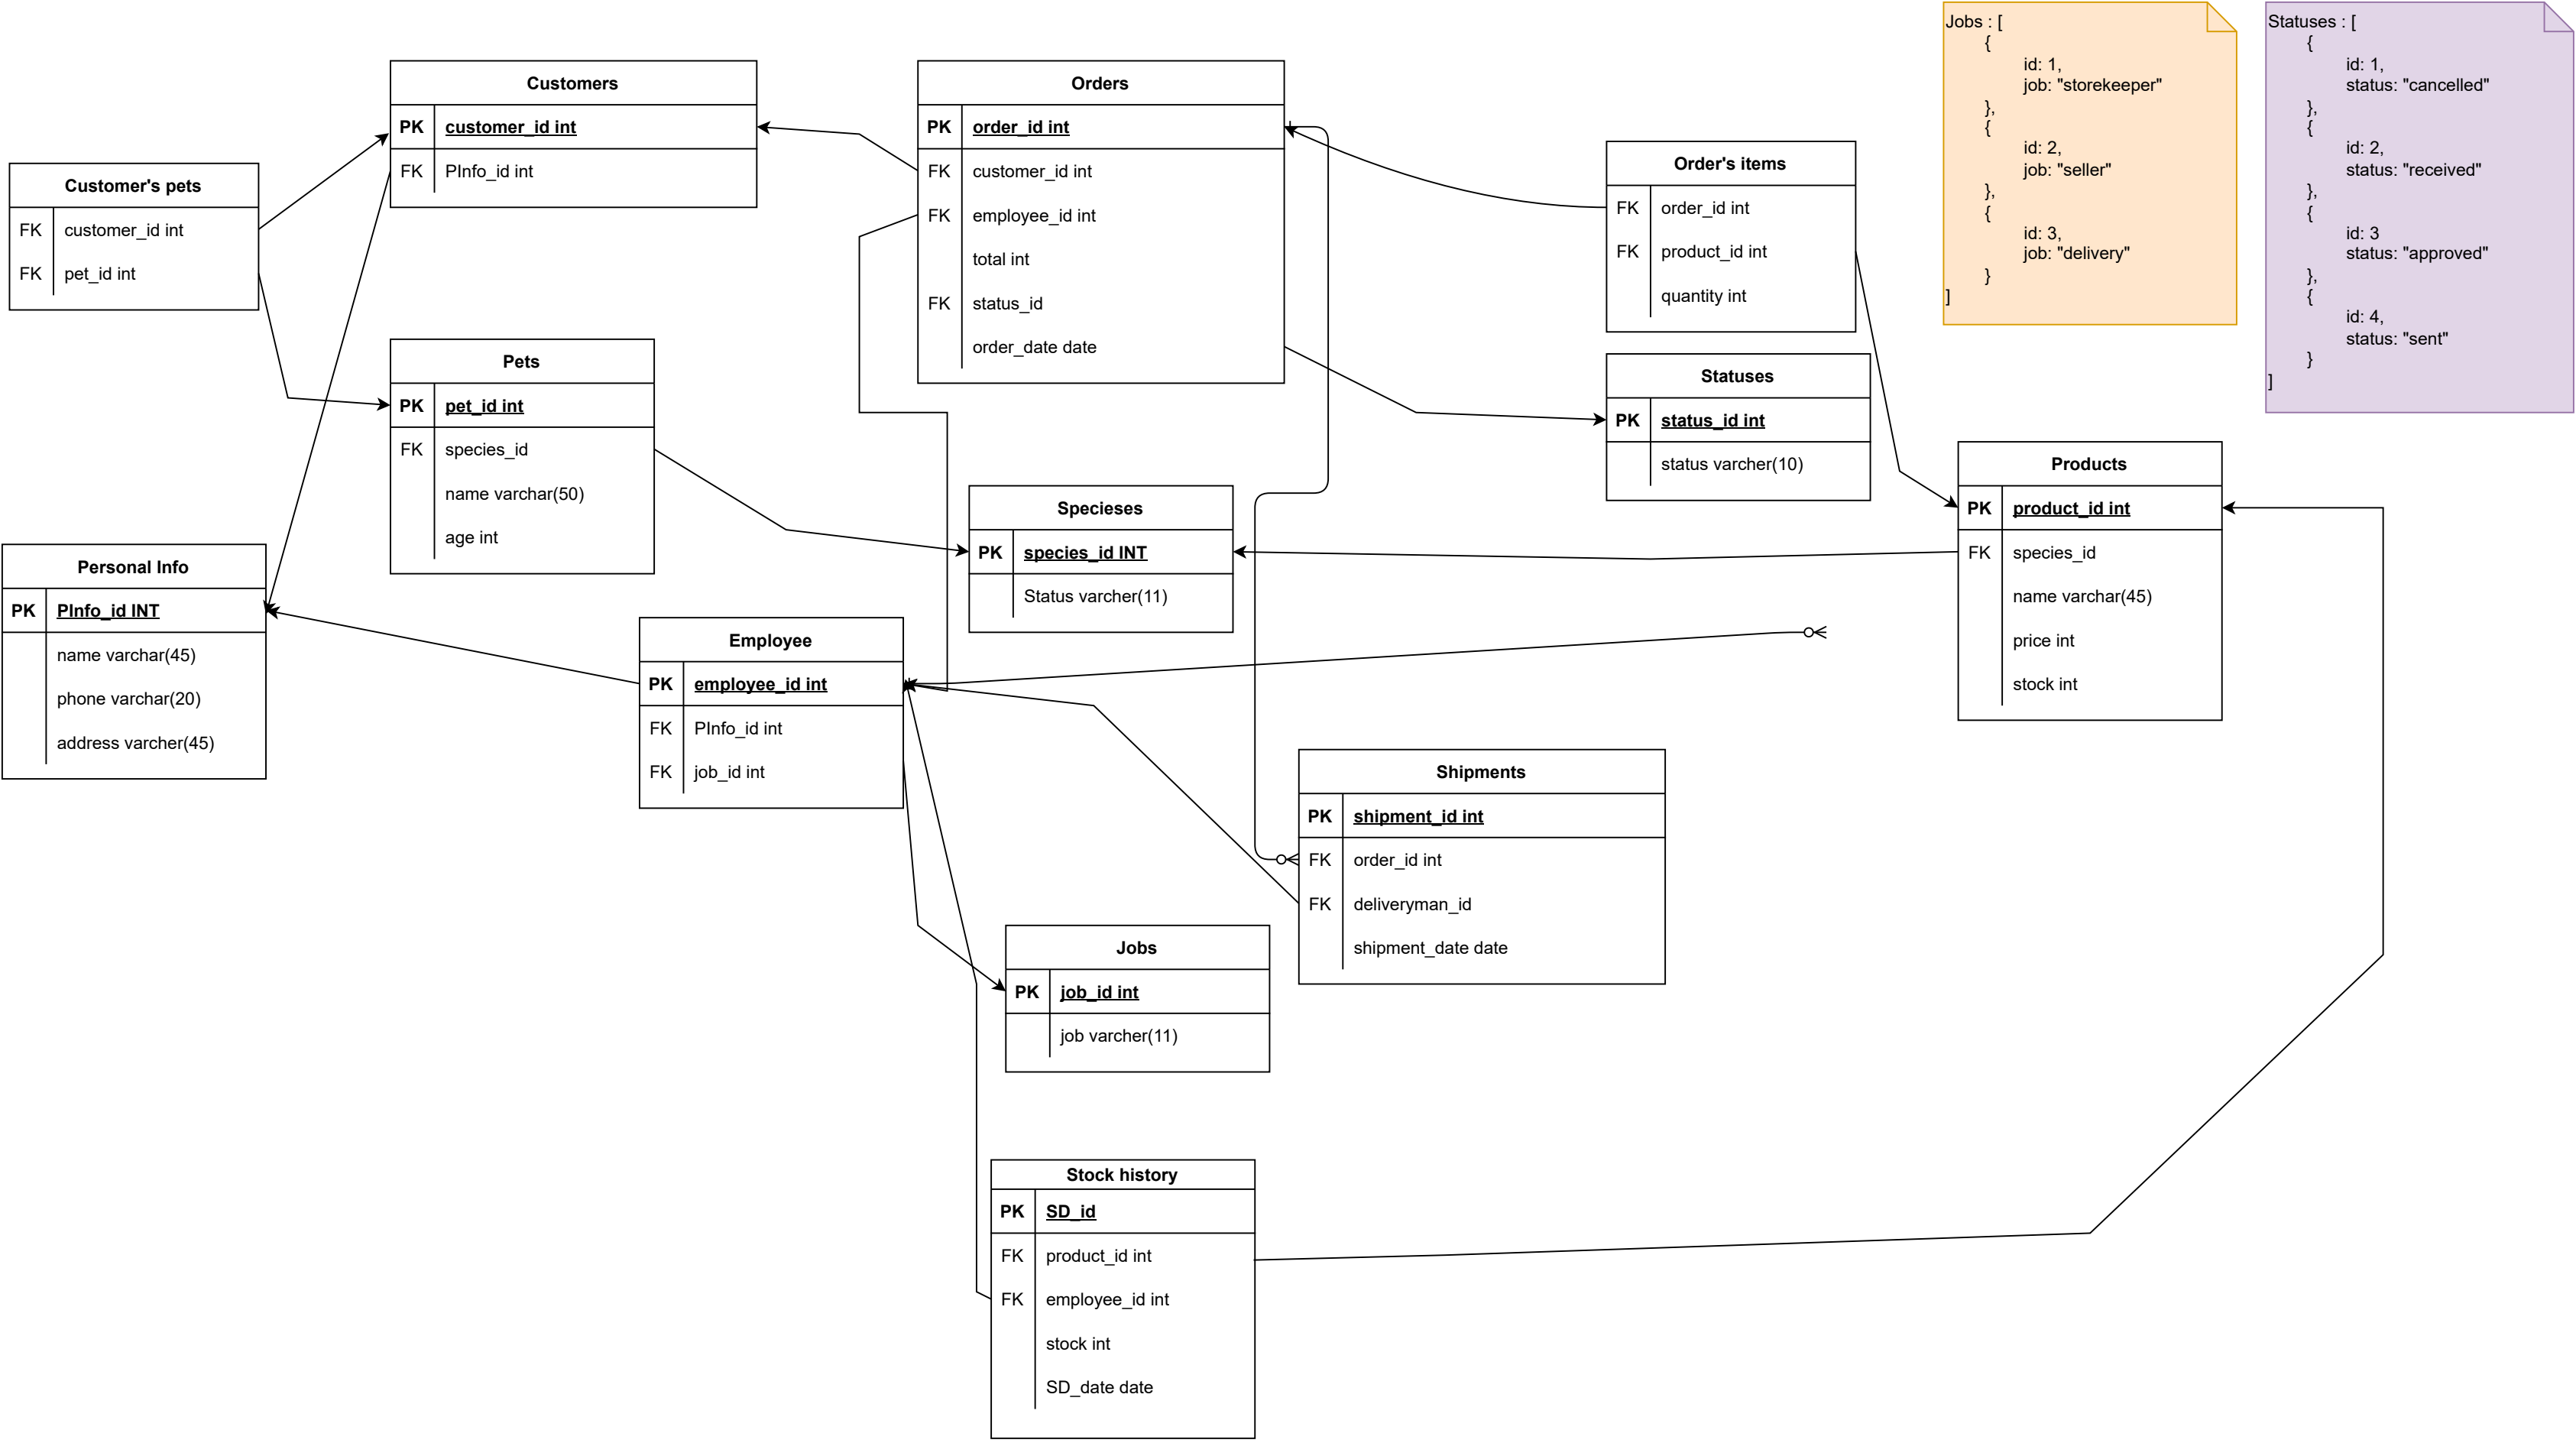 Customer's pets
FK customer_id int
FK pet_id int
Customers
PK customer_id int
FK PInfo_id int
Pets
PK pet_id int
FK species_id
name varchar(50)
age int
Personal Info
PK PInfo_id INT
name varchar(45)
phone varchar(20)
address varcher(45)
Employee
PK employee_id int
FK PInfo_id int
FK job_id int
Orders
PK order_id int
FK customer_id int
FK employee_id int
total int
FK status_id
order_date date
Specieses
PK species_id INT
Status varcher(11)
Order's items
FK order_id int
FK product_id int
quantity int
Statuses
PK status_id int
status varcher(10)
Products
PK product_id int
FK species_id
name varchar(45)
price int
stock int
Shipments
PK shipment_id int
FK order_id int
FK deliveryman_id
shipment_date date
Jobs
PK job_id int
job varcher(11)
Stock history
PK SD_id
FK product_id int
FK employee_id int
stock int
SD_date date
Jobs : [
{
id: 1,
job: "storekeeper"
},
{
id: 2,
job: "seller"
},
{
id: 3,
job: "delivery"
}
]
Statuses : [
{
id: 1,
status: "cancelled"
},
{
id: 2,
status: "received"
},
{
id: 3
status: "approved"
},
{
id: 4,
status: "sent"
}
]